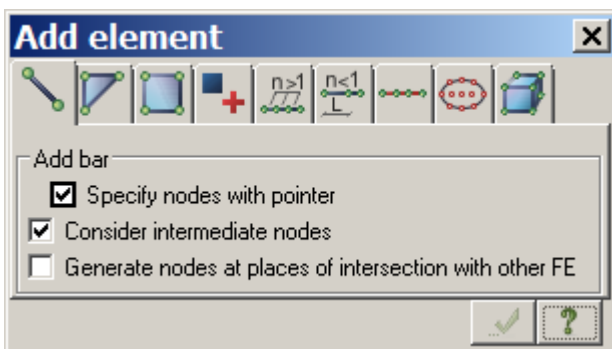 Add element
n>1
n<1
L
Add bar
Specify nodes with pointer
Consider intermediate nodes
Generate nodes at places of intersection with other FE
?